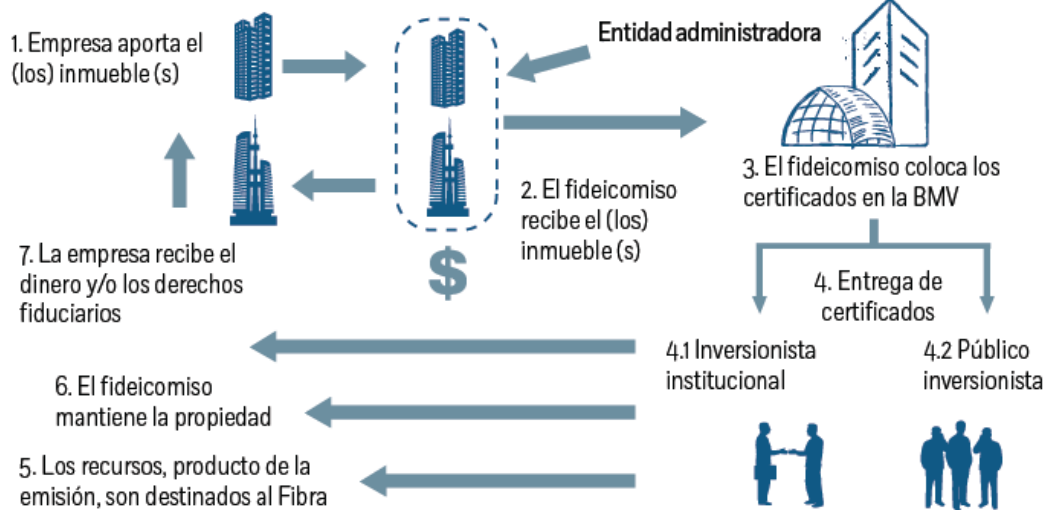 1. Empresa aporta el
(los) inmueble (s)
Entidad administradora
2. El fideicomiso
recibe el (los)
inmueble (s)
$
3. El fideicomiso coloca los
certificados en la BMV
4. Entrega de
certificados
4.1 Inversionista
institucional
4.2 Público
inversionista
7. La empresa recibe el
dinero y/o los derechos
fiduciarios
6. El fideicomiso
mantiene la propiedad
5. Los recursos, producto de la
emisión, son destinados al Fibra